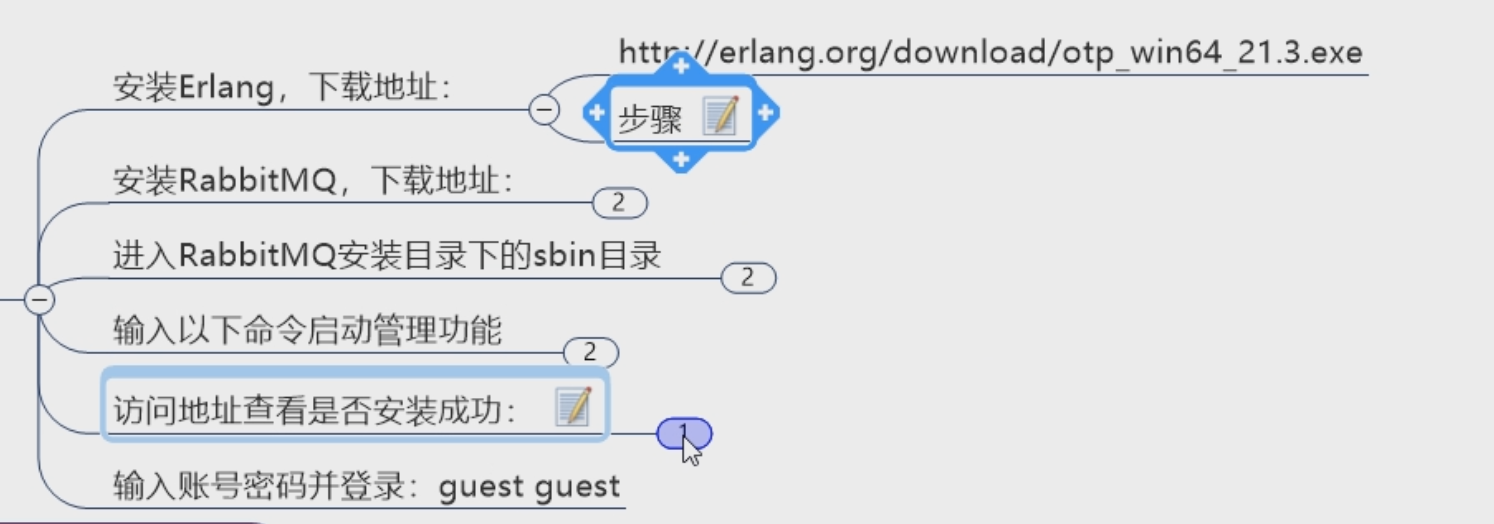 http://erlang.org/download/otp_win64_21.3.exe
安装Erlang，下载地址：
步骤
安装RabbitMQ，下载地址：
2
进入RabbitMQ安装目录下的sbin目录
2
输入以下命令启动管理功能
2
访问地址查看是否安装成功：
1
输入账号密码并登录：guest guest